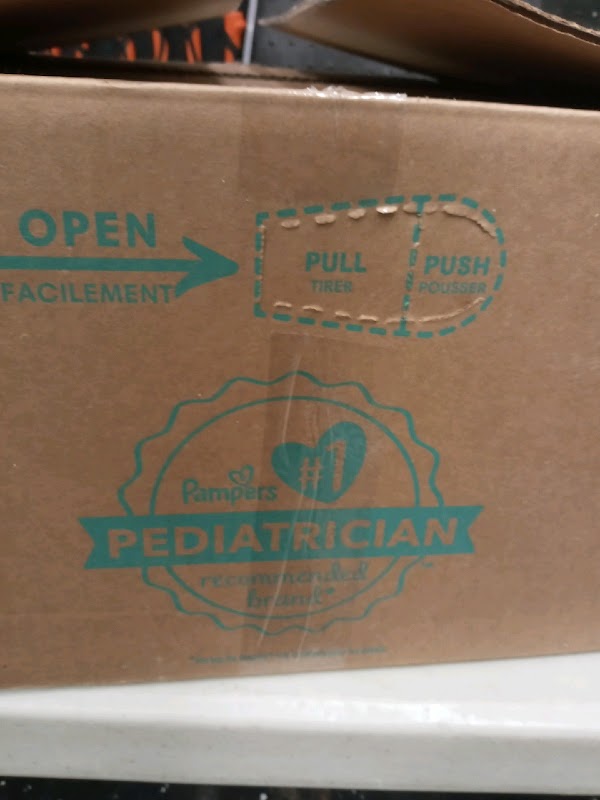 OPEN
FACILEMENT
PULL
TIRER
PUSH
POUSSER
#1
Pampers
PEDIATRICIAN
recommended
brand*